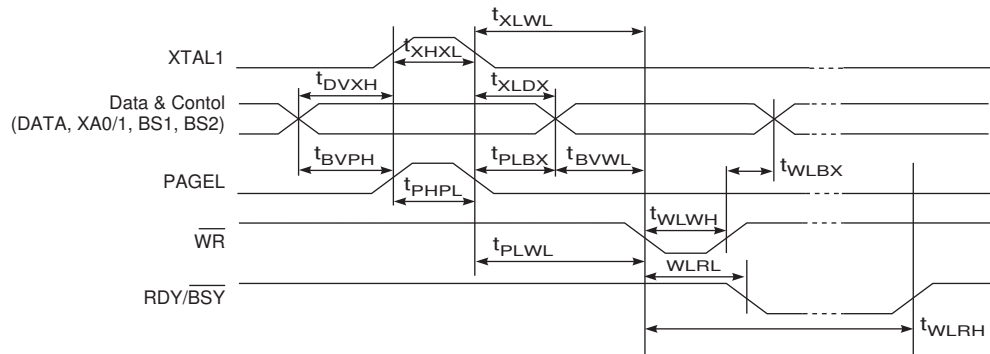 tXLWL
XTAL1
tXHXL
tDVXH
tXLDX
Data & Contol
(DATA, XA0/1, BS1, BS2)
tBVPH
tPLBX
tBVWL
tWLBX
PAGEL
tPHPL
tWLWH
WR
tPLWL
WLRL
RDY/BSY
tWLRH